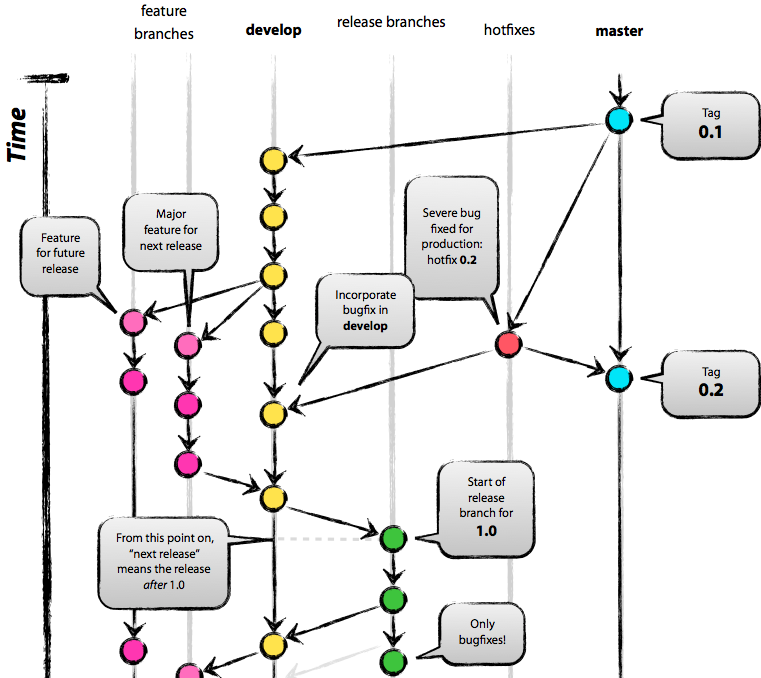 feature
branches
develop
release branches
hotfixes
master
Time
Tag
0.1
Severe bug
fixed for
production:
hotfix 0.2
Major
feature for
next release
Feature
for future
release
Incorporate
bugfix in
develop
Tag
0.2
Start of
release
branch for
1.0
From this point on,
“next release”
means the release
after 1.0
Only
bugfixes!